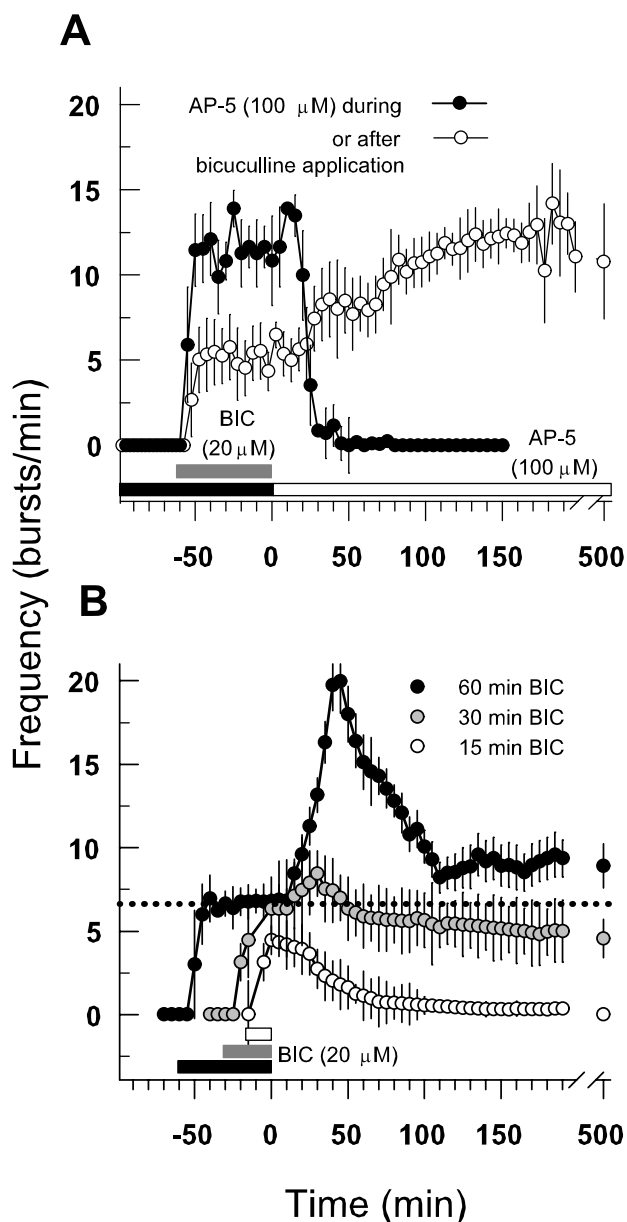 A
AP-5 (100 μM) during
or after
bicuculline application
20
15
10
5
0
BIC
(20 μM)
AP-5
(100 μM)
-50 0 50 100 150 500
Frequency (bursts/min)
B
60 min BIC
30 min BIC
15 min BIC
20
15
10
5
0
BIC (20 μM)
-50 0 50 100 150 500
Time (min)